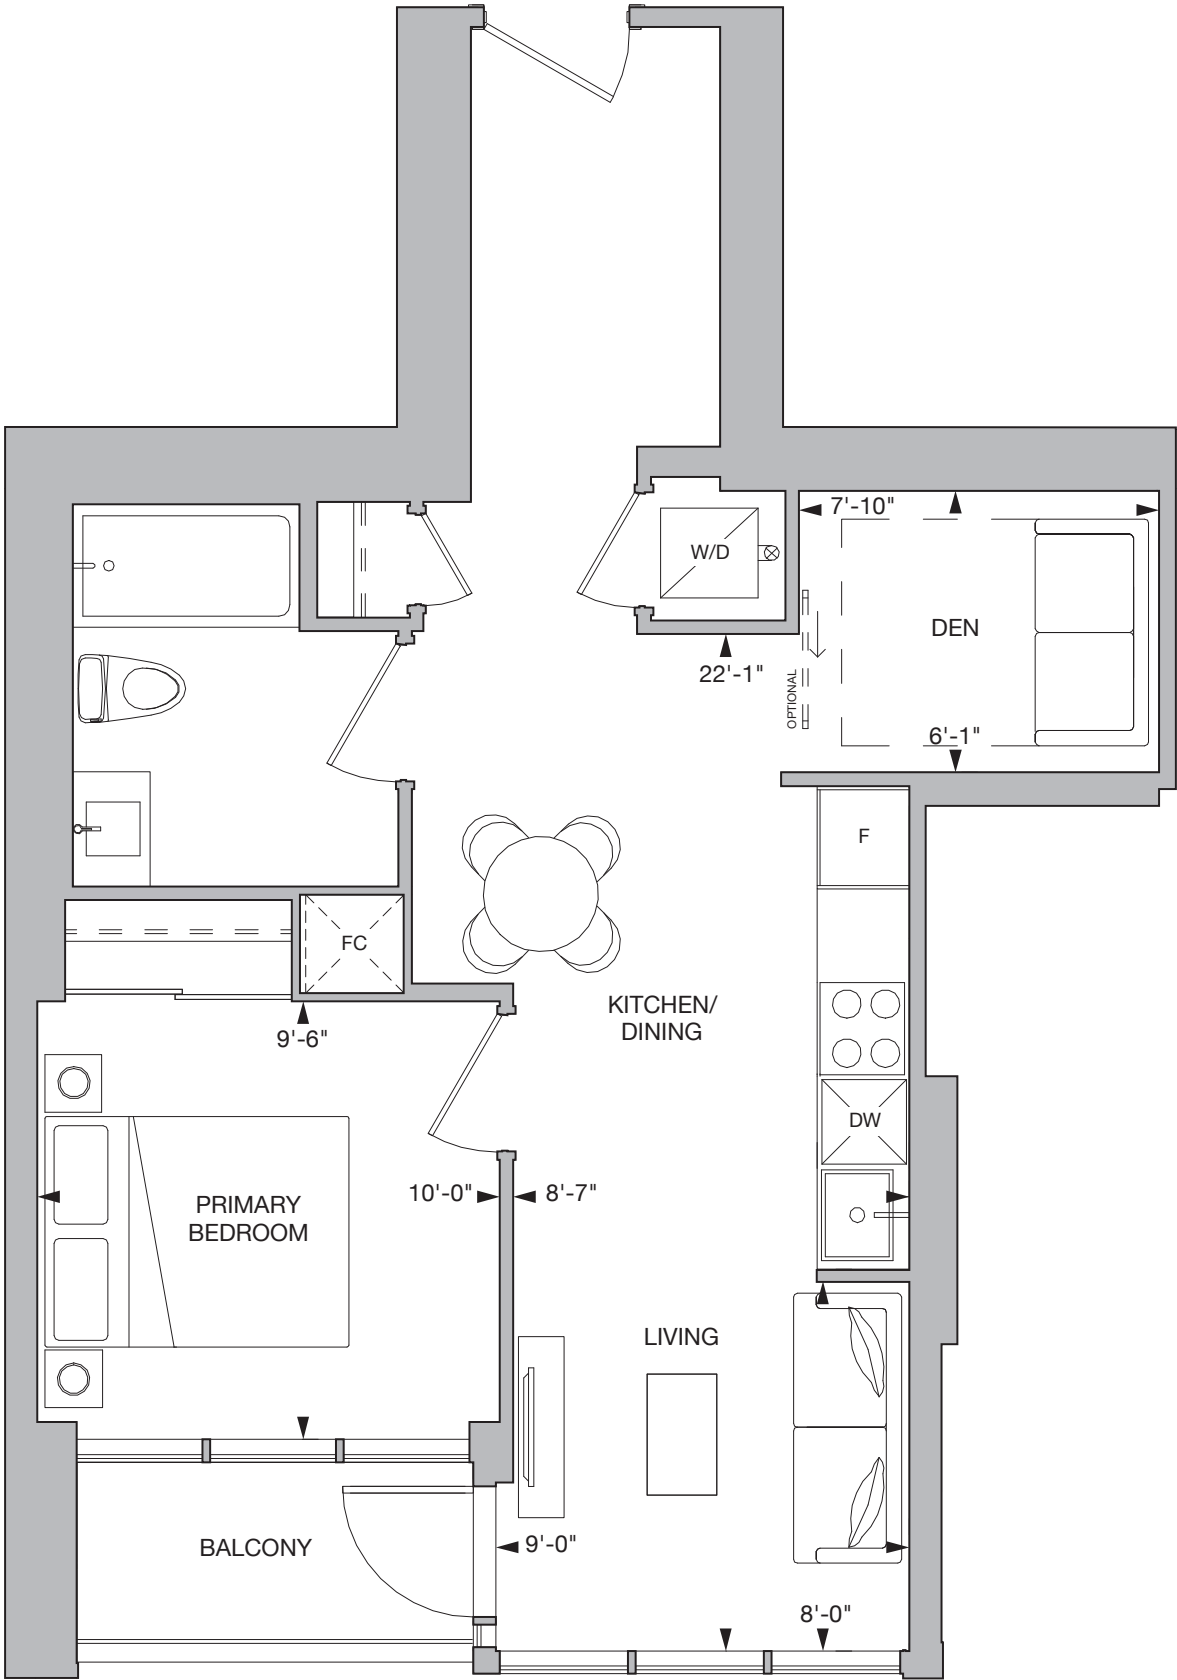 7'-10"
W/D
DEN
22'-1"
OPTIONAL
6'-1"
F
FC
KITCHEN/
DINING
9'-6"
DW
10'-0"
8'-7"
PRIMARY
BEDROOM
LIVING
BALCONY
9'-0"
8'-0"